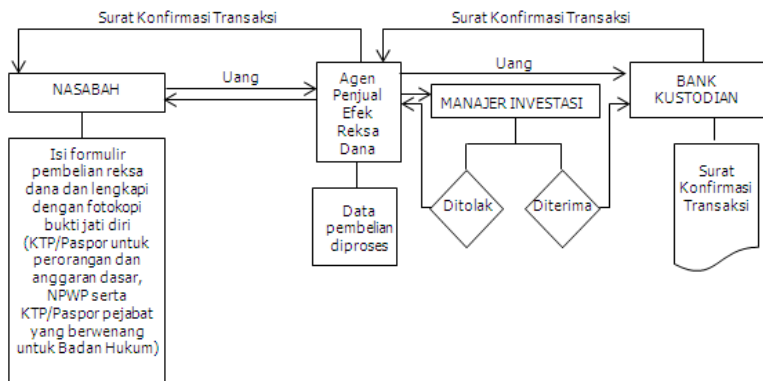 Surat Konfirmasi Transaksi
Surat Konfirmasi Transaksi
NASABAH
Uang
Agen
Penjual
Efek
Reksa
Dana
Uang
MANAJER INVESTASI
BANK
KUSTODIAN
Isi formulir
pembelian reksa
dana dan lengkapi
dengan fotokopi
bukti jati diri
(KTP/Paspor untuk
perorangan dan
anggaran dasar,
NPWP serta
KTP/Paspor pejabat
yang berwenang
untuk Badan Hukum)
Data
pembelian
diproses
Ditolak
Diterima
Surat
Konfirmasi
Transaksi